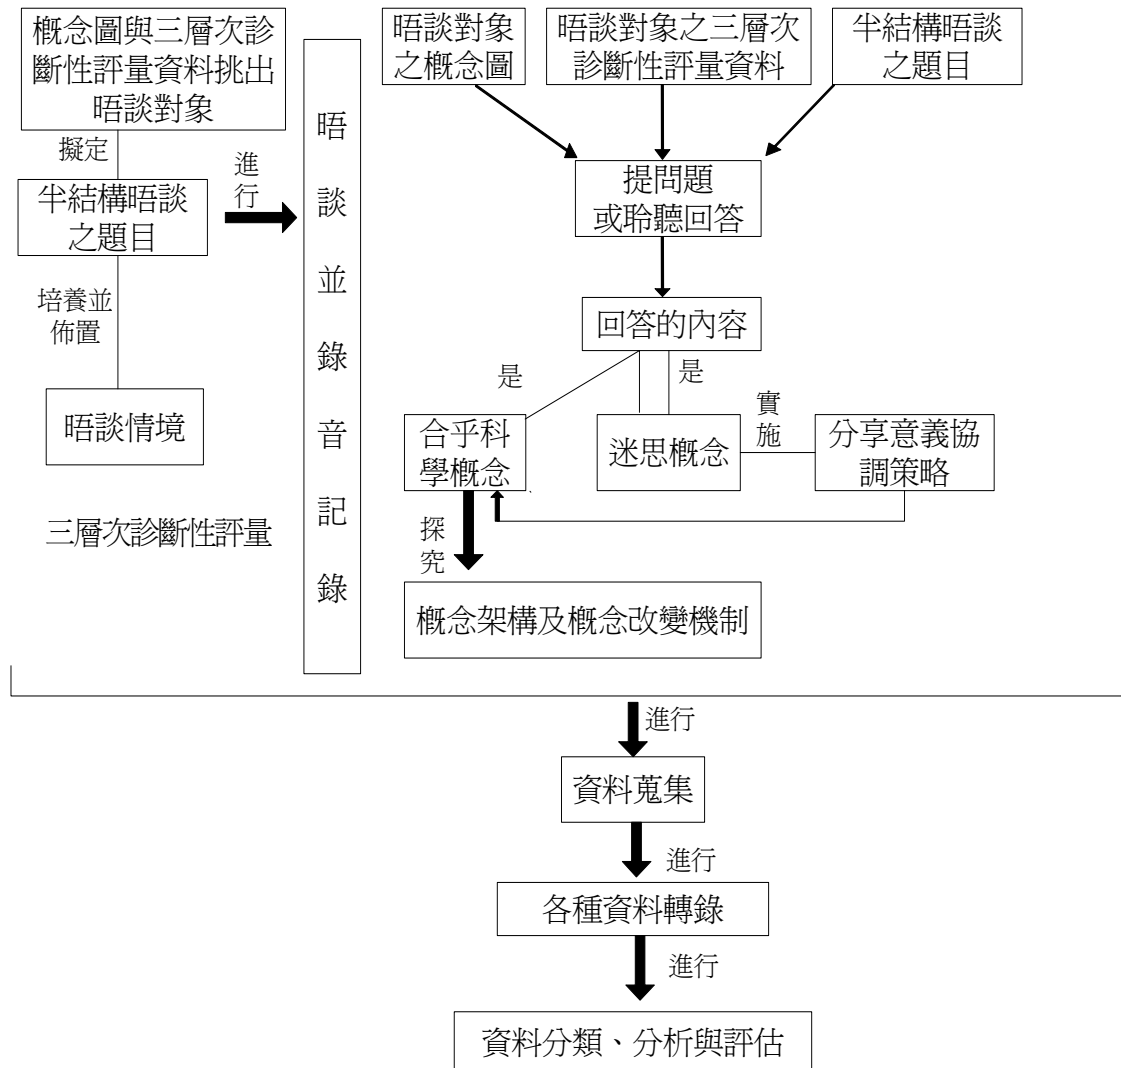 概念圖與三層次診
斷性評量資料挑出
晤談對象
擬定
半結構晤談
之題目
培養並
佈置
晤談情境
三層次診斷性評量
進
行
晤
談
並
錄
音
記
錄
晤談對象
之概念圖
晤談對象之三層次
診斷性評量資料
半結構晤談
之題目
提問題
或聆聽回答
回答的內容
是
是
合乎科
學概念
迷思概念
實
施
分享意義協
調策略
探
究
概念架構及概念改變機制
進行
資料蒐集
進行
各種資料轉錄
進行
資料分類、分析與評估